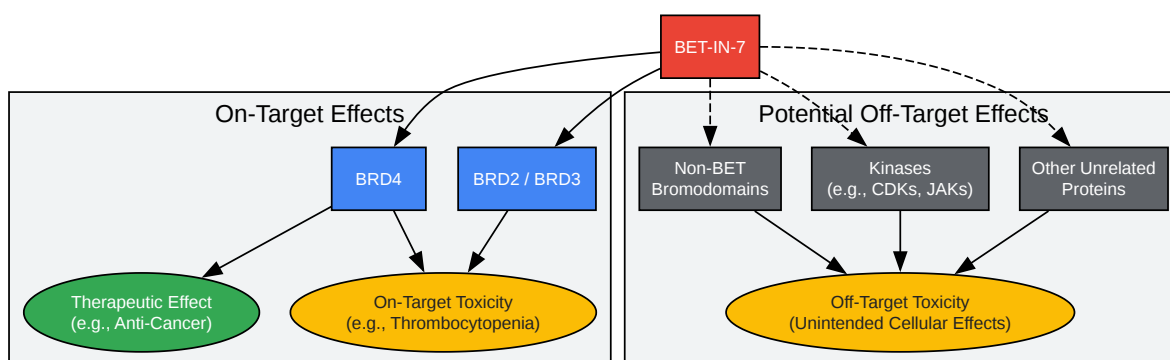 BET-IN-7
On-Target Effects
Potential Off-Target Effects
BRD4
BRD2 / BRD3
Non-BET
Bromodomains
Kinases
(e.g., CDKs, JAKs)
Other Unrelated
Proteins
Therapeutic Effect
(e.g., Anti-Cancer)
On-Target Toxicity
(e.g., Thrombocytopenia)
Off-Target Toxicity
(Unintended Cellular Effects)